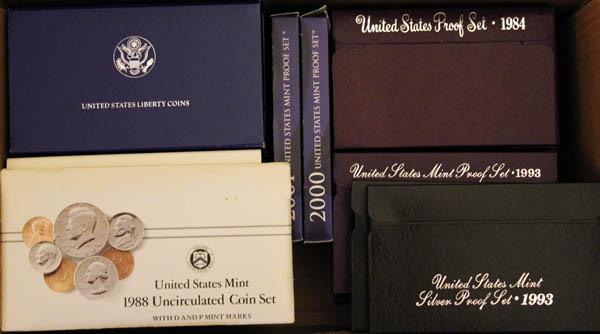 UNITED STATES LIBERTY COINS
2001 UNITED STATES MINT PROOF SET®
2000 UNITED STATES MINT PROOF SET®
United States Proof Set • 1984
United States Mint Proof Set • 1993
United States Mint
1988 Uncirculated Coin Set
WITH D AND P MINT MARKS
United States Mint
Silver Proof Set • 1993